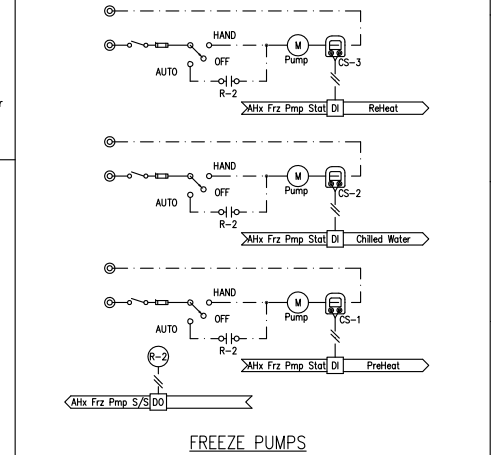 HAND
M
AUTO
OFF
Pump
CS-3
R-2
AHx Frz Pmp Stat DI ReHeat
r
HAND
M
AUTO
OFF
Pump
CS-2
R-2
AHx Frz Pmp Stat DI Chilled Water
HAND
M
AUTO
OFF
Pump
CS-1
R-2
R-2
AHx Frz Pmp Stat DI PreHeat
AHx Frz Pmp S/S DO
FREEZE PUMPS